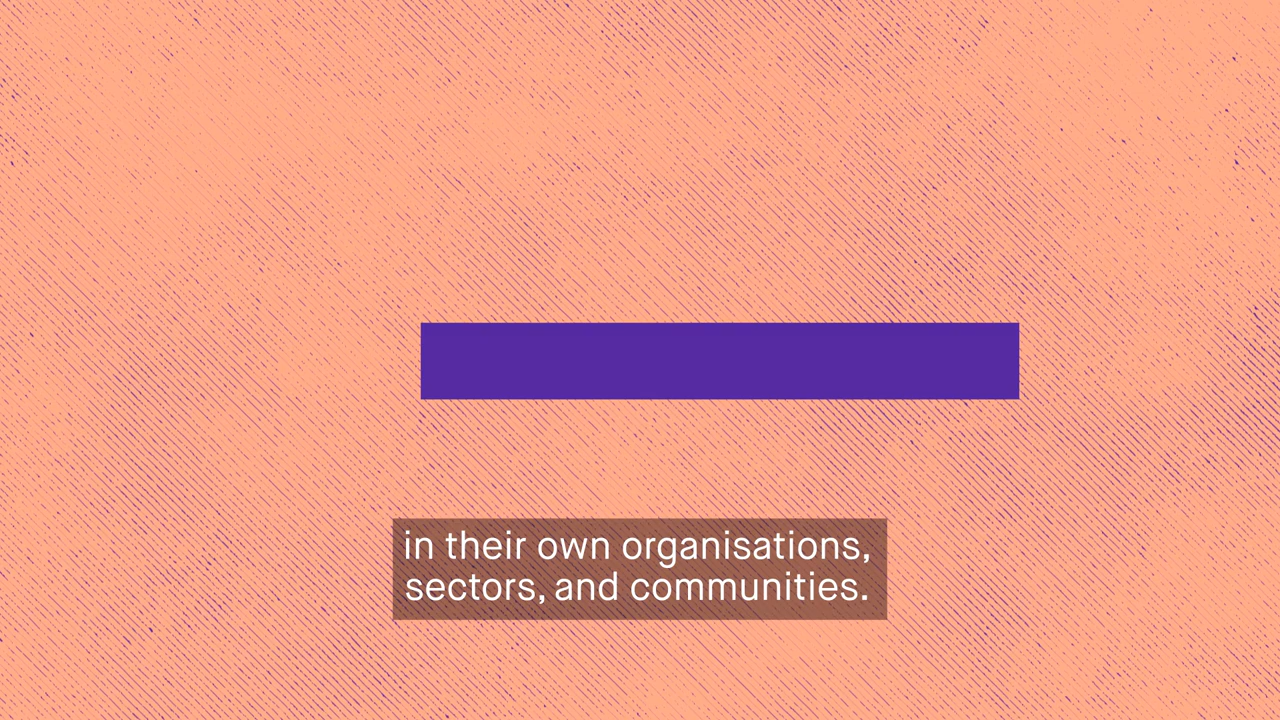 in their own organisations,
sectors, and communities.